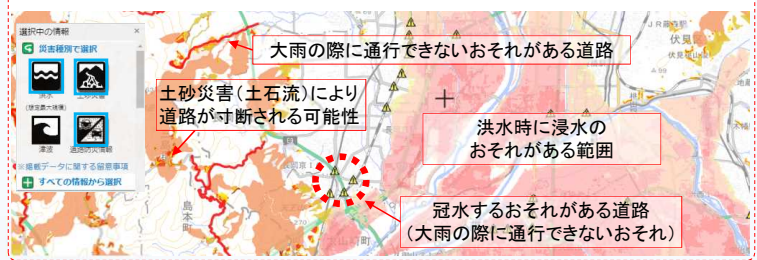 選択中の情報
×
災害種別で選択
洪水
土砂災害
(想定最大規模)
津波
道路防災情報
※搭載データに関する留意事項
すべての情報から選択
大雨の際に通行できないおそれがある道路
土砂災害(土石流)により
道路が寸断される可能性
洪水時に浸水の
おそれがある範囲
冠水するおそれがある道路
(大雨の際に通行できないおそれ)
島本町
伏見